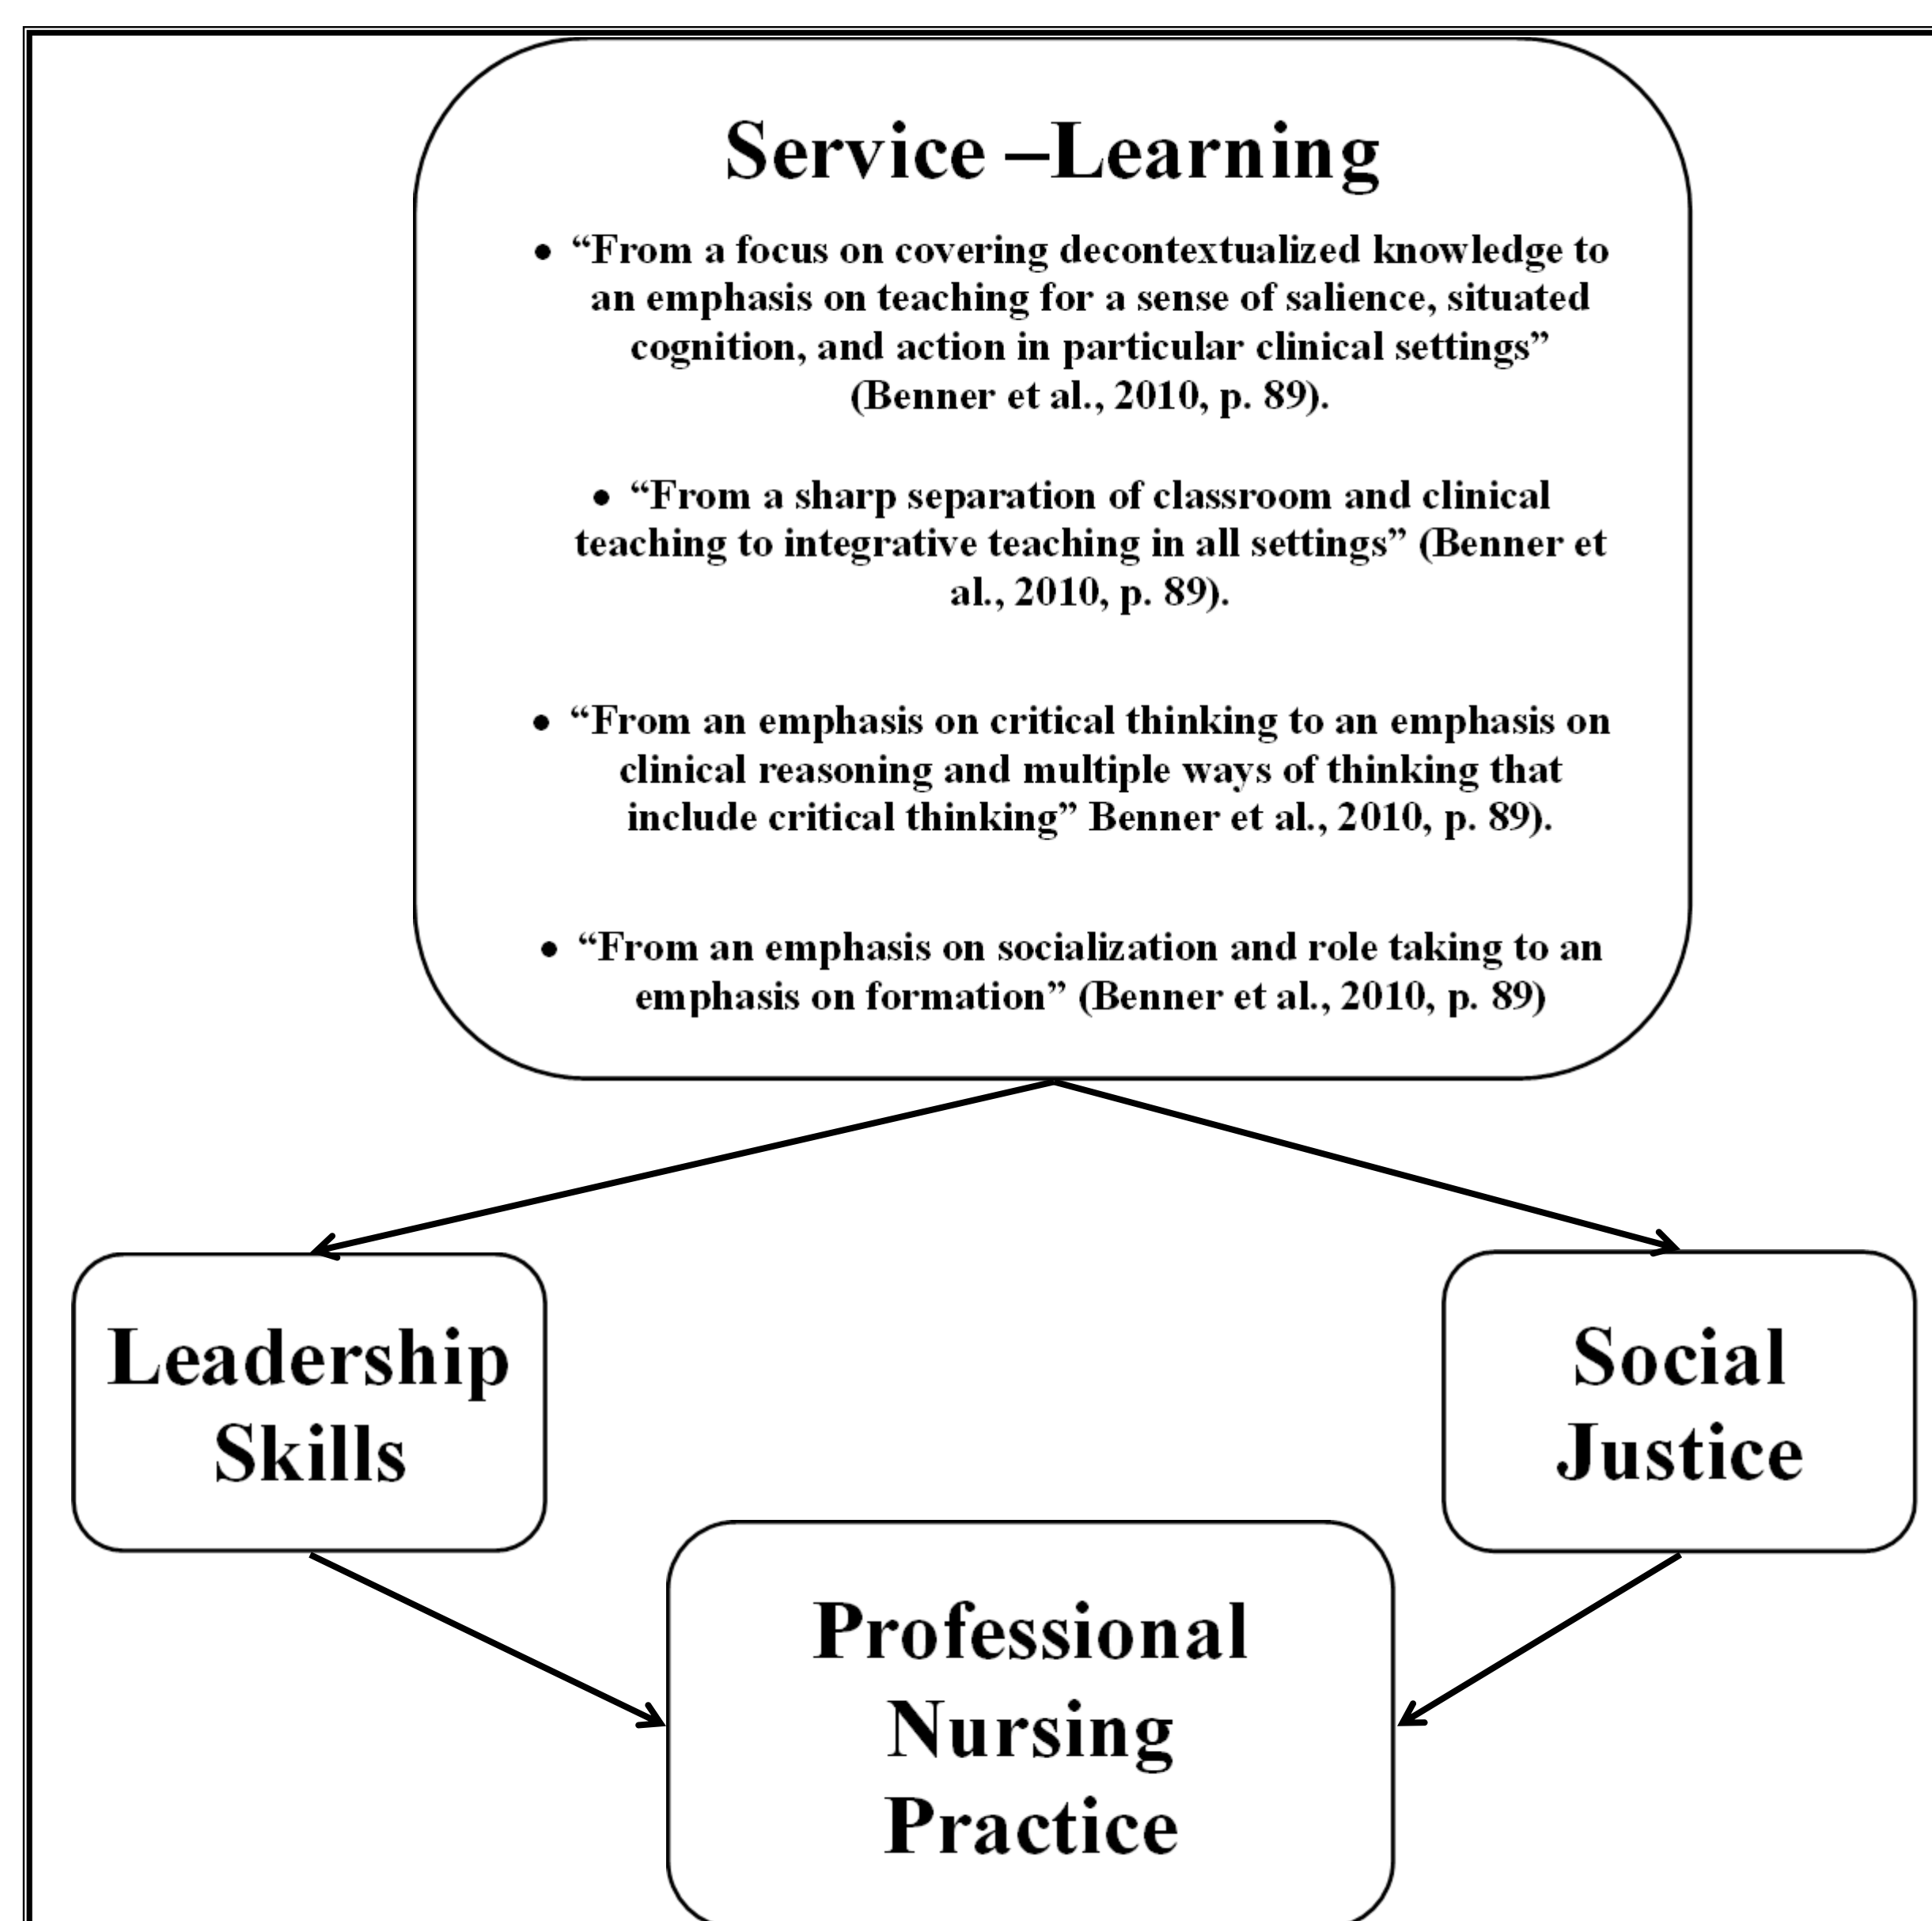 Service –Learning
• “From a focus on covering decontextualized knowledge to
an emphasis on teaching for a sense of salience, situated
cognition, and action in particular clinical settings”
(Benner et al., 2010, p. 89).
• “From a sharp separation of classroom and clinical
teaching to integrative teaching in all settings” (Benner et
al., 2010, p. 89).
• “From an emphasis on critical thinking to an emphasis on
clinical reasoning and multiple ways of thinking that
include critical thinking” Benner et al., 2010, p. 89).
• “From an emphasis on socialization and role taking to an
emphasis on formation” (Benner et al., 2010, p. 89)
Leadership
Skills
Social
Justice
Professional
Nursing
Practice